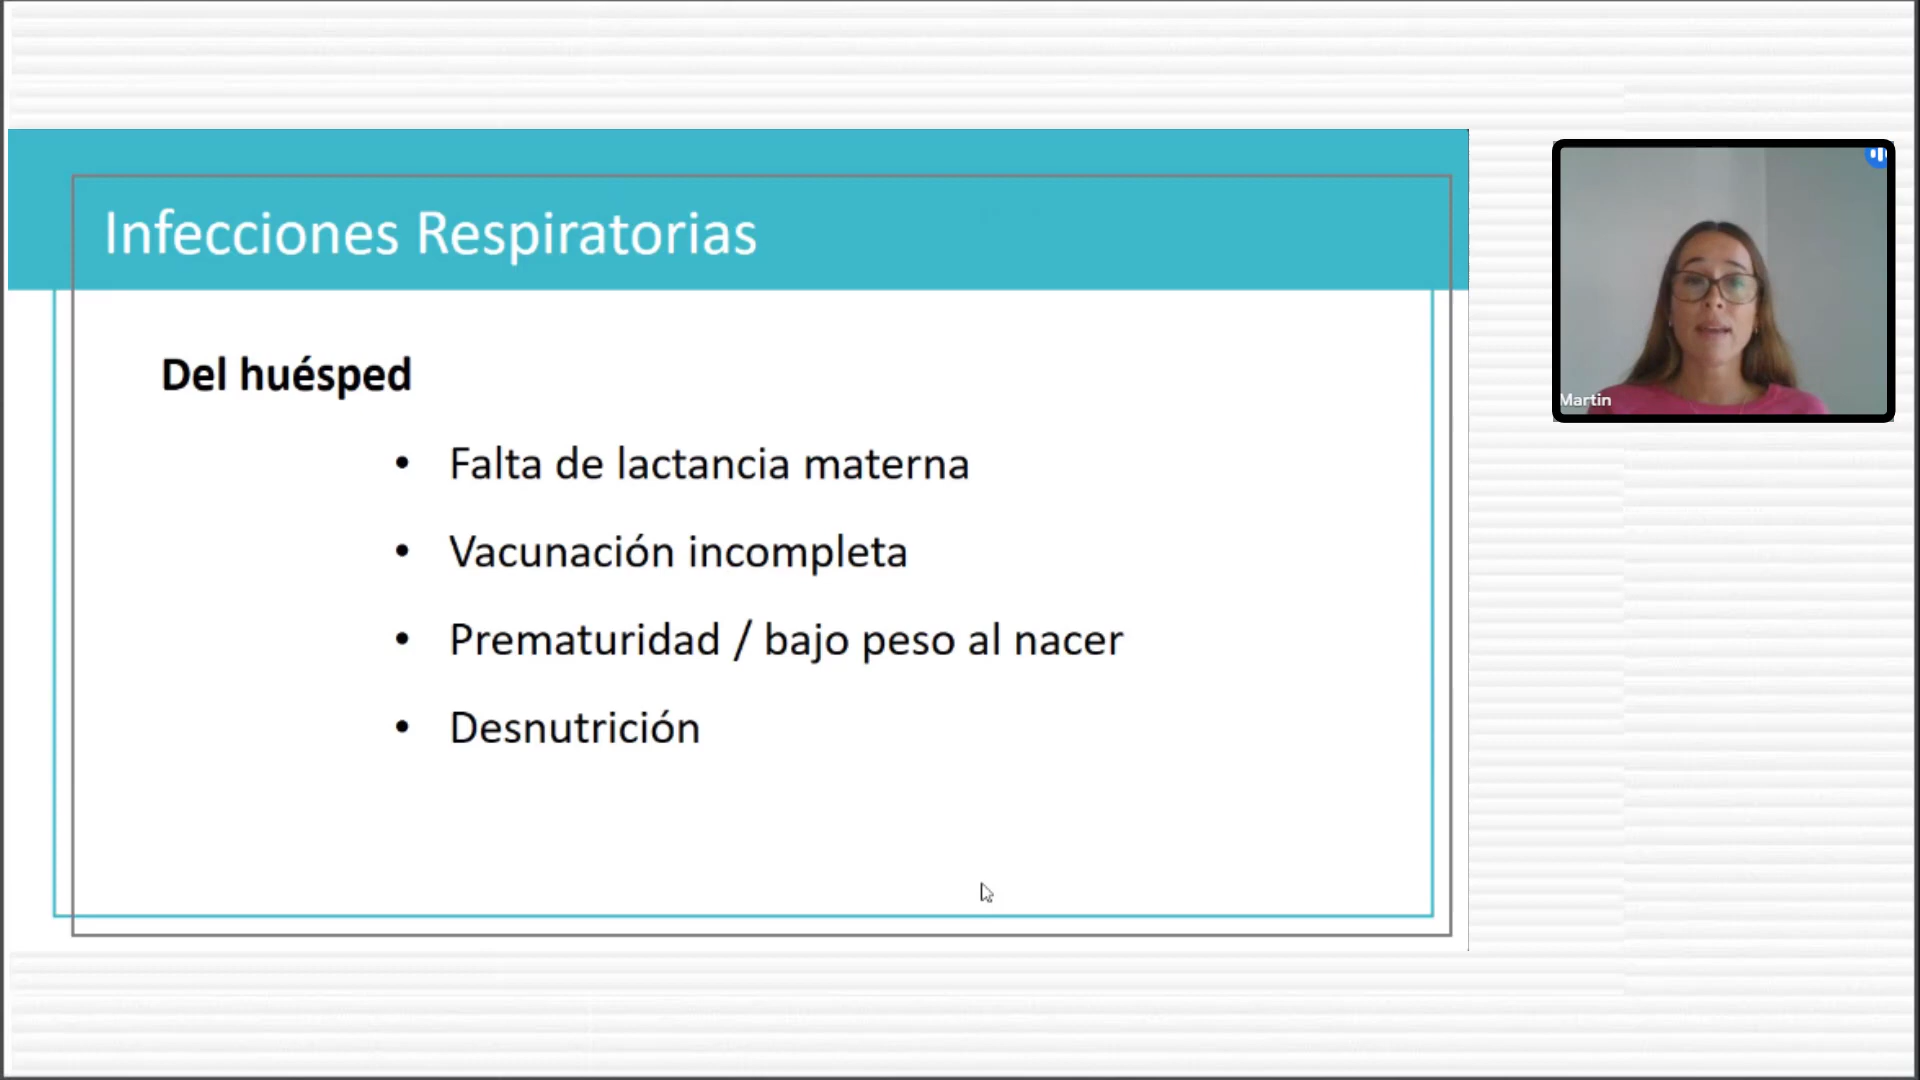 Infecciones Respiratorias
Del huésped
• Falta de lactancia materna
• Vacunación incompleta
• Prematuridad / bajo peso al nacer
• Desnutrición
Martin